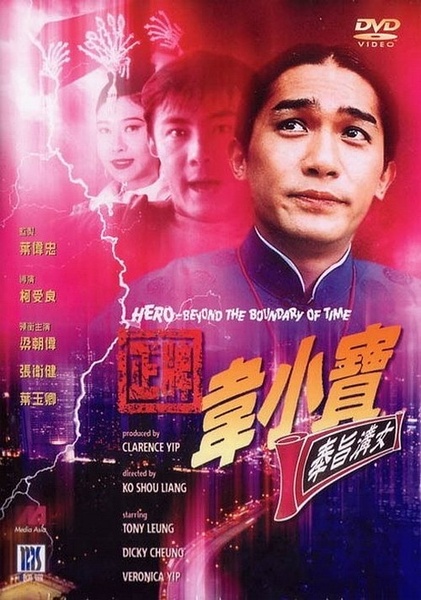 DVD
VIDEO
監製
葉偉忠
導演
柯受良
領銜主演
梁朝偉
張衛健
葉玉卿
HERO-BEYOND THE BOUNDARY OF TIME
正牌
韋小寶
奉旨溝女
produced by
CLARENCE YIP
directed by
KO SHOU LIANG
starring
TONY LEUNG
DICKY CHEUNG
VERONICA YIP
Media Asia